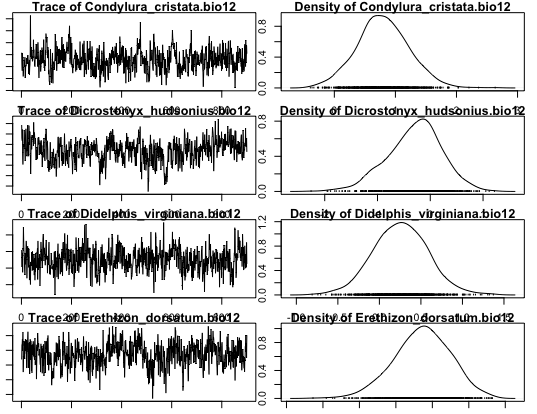 Trace of Condylura_cristata.bio12
Density of Condylura_cristata.bio12
0.0 0.4 0.8
Trace of Dicrostonyx_hudsonius.bio12
Density of Dicrostonyx_hudsonius.bio12
0.0 0.4 0.8
Trace of Didelphis_virginiana.bio12
Density of Didelphis_virginiana.bio12
0.0 0.4 0.8 1.2
Trace of Erethizon_dorsatum.bio12
Density of Erethizon_dorsatum.bio12
0.0 0.4 0.8